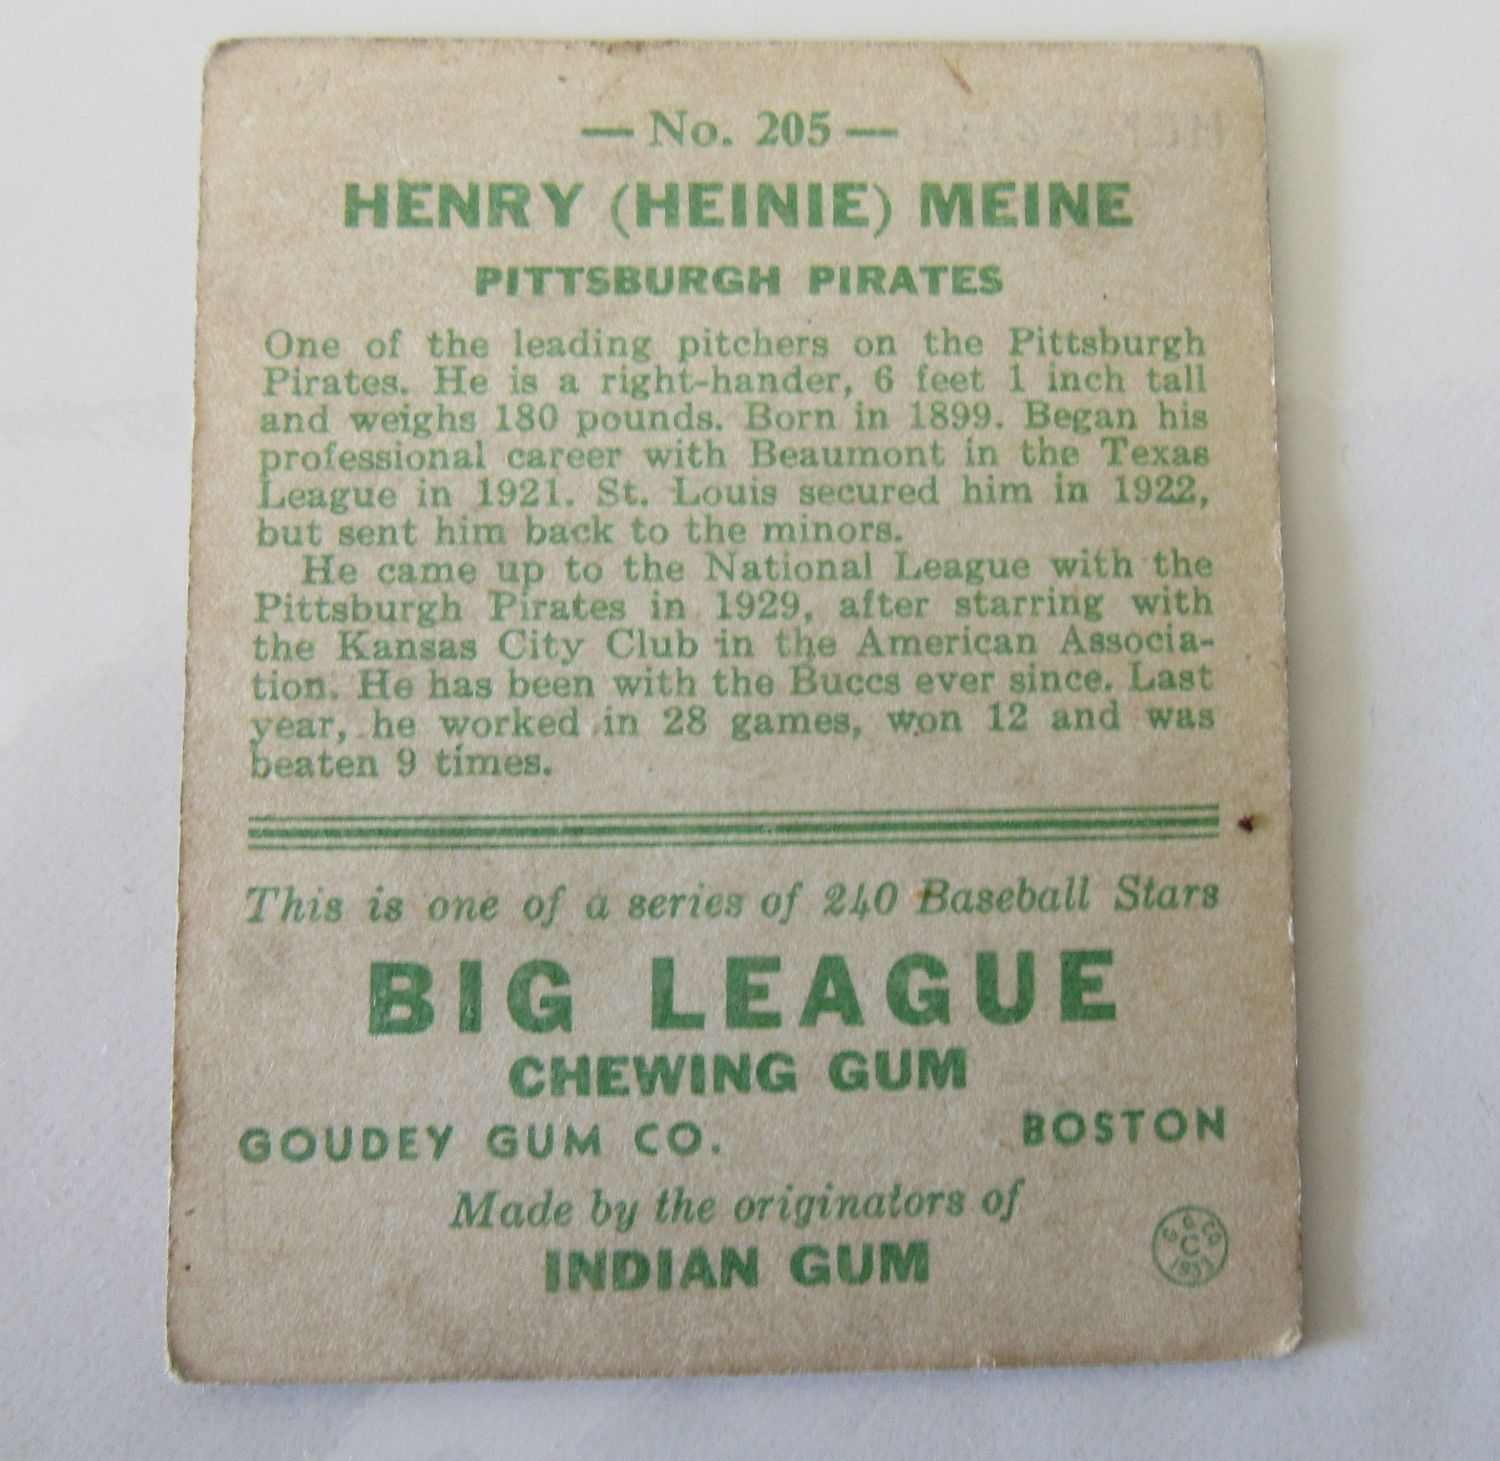 — No. 205 —
HENRY (HEINIE) MEINE
PITTSBURGH PIRATES
One of the leading pitchers on the Pittsburgh
Pirates. He is a right-hander, 6 feet 1 inch tall
and weighs 180 pounds. Born in 1899. Began his
professional career with Beaumont in the Texas
League in 1921. St. Louis secured him in 1922,
but sent him back to the minors.
He came up to the National League with the
Pittsburgh Pirates in 1929, after starring with
the Kansas City Club in the American Associa-
tion. He has been with the Buccs ever since. Last
year, he worked in 28 games, won 12 and was
beaten 9 times.
This is one of a series of 240 Baseball Stars
BIG LEAGUE
CHEWING GUM
GOUDEY GUM CO. BOSTON
Made by the originators of
INDIAN GUM
G. G. CO.
C
1933